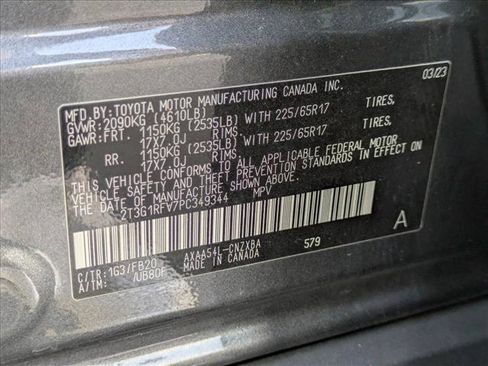 MFD.BY:TOYOTA MOTOR MANUFACTURING CANADA INC. 03/23
GVWR:2090KG (4610LB)
GAWR:FRT. 1150KG (2535LB) WITH 225/65R17 TIRES,
17X7.0J RIMS
RR. 1150KG (2535LB) WITH 225/65R17 TIRES,
17X7.0J RIMS
THIS VEHICLE CONFORMS TO ALL APPLICABLE FEDERAL MOTOR
VEHICLE SAFETY STANDARDS IN EFFECT ON
THE DATE OF MANUFACTURE SHOWN ABOVE.
2T3G1RFV7PC349344 MPV
A
C/TR:1G3/FB20 AXAA54L-CNZXBA 579
A/TM: /UB80F MADE IN CANADA